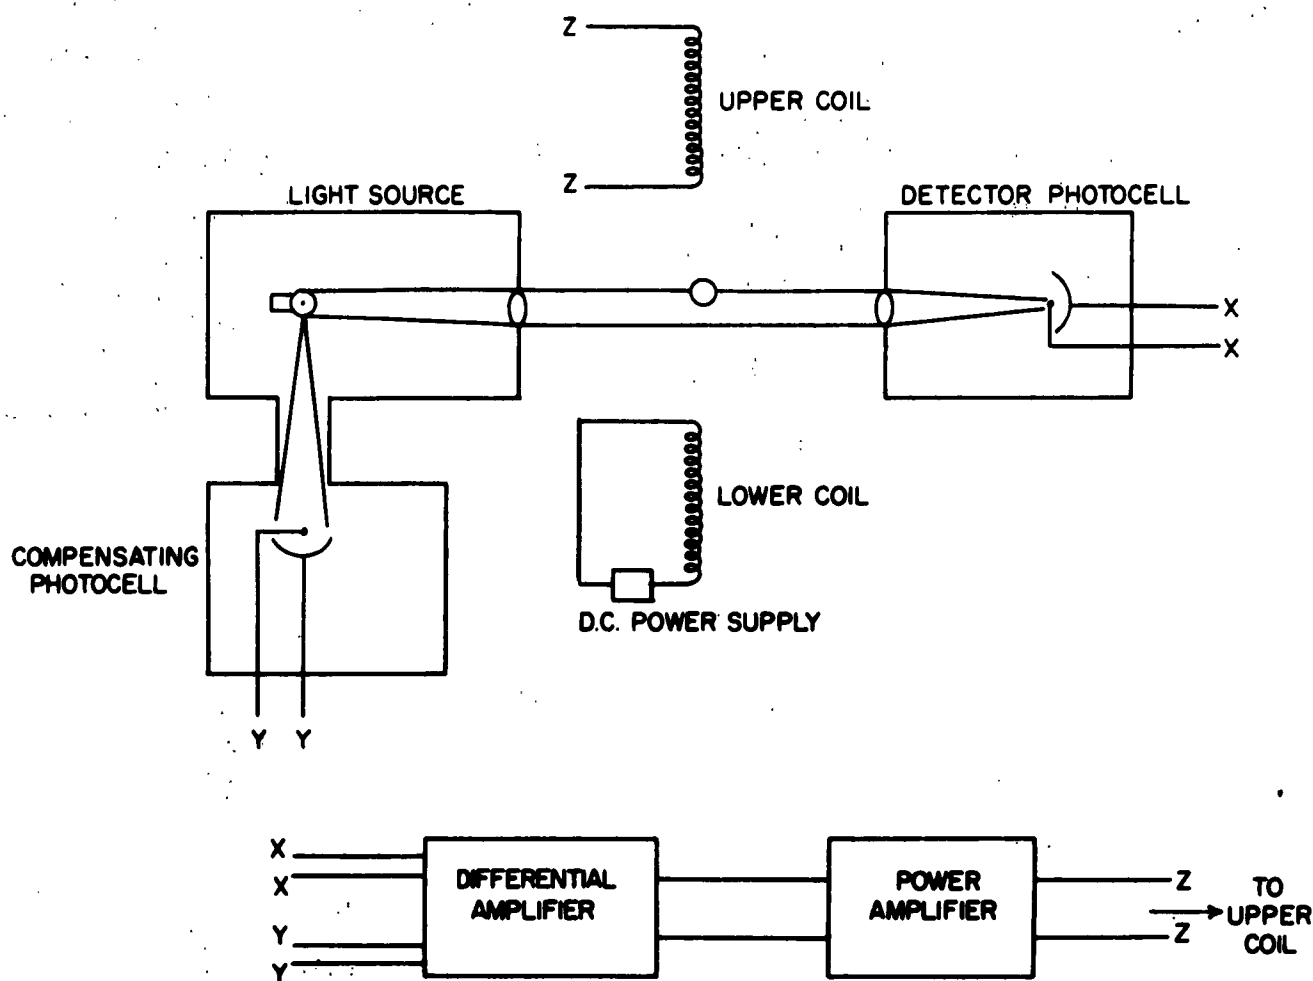 Z
UPPER COIL
Z
LIGHT SOURCE
DETECTOR PHOTOCELL
X
X
LOWER COIL
COMPENSATING
PHOTOCELL
D.C. POWER SUPPLY
Y Y
X
X
Y
Y
DIFFERENTIAL
AMPLIFIER
POWER
AMPLIFIER
Z
Z
TO
UPPER
COIL